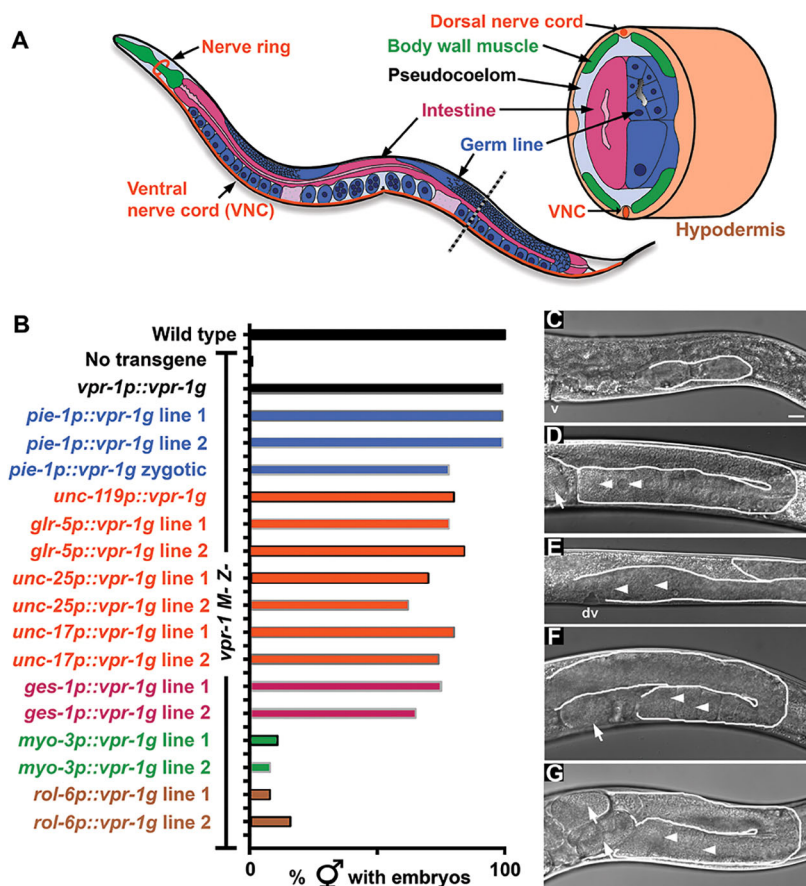 A
Nerve ring
Ventral
nerve cord (VNC)
Dorsal nerve cord
Body wall muscle
Pseudocoelom
Intestine
Germ line
VNC
Hypodermis
B
Wild type
No transgene
vpr-1p::vpr-1g
pie-1p::vpr-1g line 1
pie-1p::vpr-1g line 2
pie-1p::vpr-1g zygotic
unc-119p::vpr-1g
glr-5p::vpr-1g line 1
glr-5p::vpr-1g line 2
unc-25p::vpr-1g line 1
unc-25p::vpr-1g line 2
unc-17p::vpr-1g line 1
unc-17p::vpr-1g line 2
ges-1p::vpr-1g line 1
ges-1p::vpr-1g line 2
myo-3p::vpr-1g line 1
myo-3p::vpr-1g line 2
rol-6p::vpr-1g line 1
rol-6p::vpr-1g line 2
vpr-1 M- Z-
0 100
% ⚥ with embryos
C
v
D
E
dv
F
G